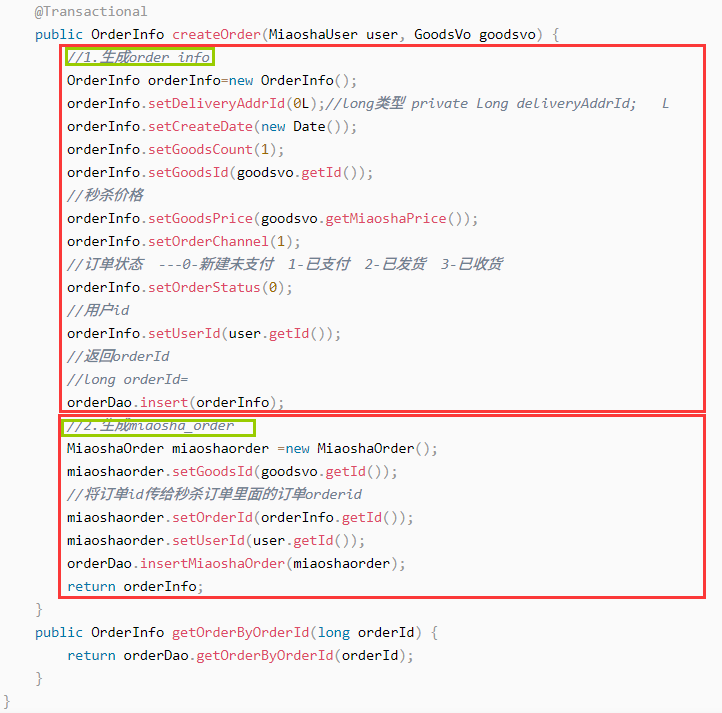 @Transactional
public OrderInfo createOrder(MiaoshaUser user, GoodsVo goodsvo) {
//1.生成order_info
OrderInfo orderInfo=new OrderInfo();
orderInfo.setDeliveryAddrId(0L);//long类型 private Long deliveryAddrId;   L
orderInfo.setCreateDate(new Date());
orderInfo.setGoodsCount(1);
orderInfo.setGoodsId(goodsvo.getId());
//秒杀价格
orderInfo.setGoodsPrice(goodsvo.getMiaoshaPrice());
orderInfo.setOrderChannel(1);
//订单状态  ---0-新建未支付  1-已支付  2-已发货  3-已收货
orderInfo.setOrderStatus(0);
//用户id
orderInfo.setUserId(user.getId());
//返回orderId
//long orderId=
orderDao.insert(orderInfo);
//2.生成miaosha_order
MiaoshaOrder miaoshaorder =new MiaoshaOrder();
miaoshaorder.setGoodsId(goodsvo.getId());
//将订单id传给秒杀订单里面的订单orderid
miaoshaorder.setOrderId(orderInfo.getId());
miaoshaorder.setUserId(user.getId());
orderDao.insertMiaoshaOrder(miaoshaorder);
return orderInfo;
}
public OrderInfo getOrderByOrderId(long orderId) {
return orderDao.getOrderByOrderId(orderId);
}
}